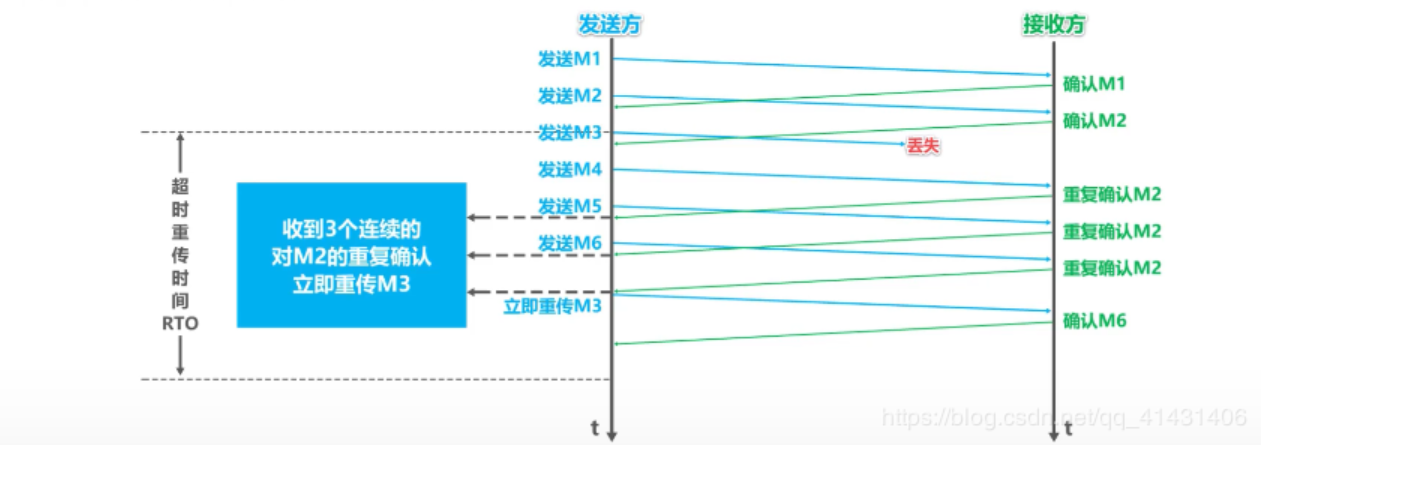 发送方
接收方
发送M1
确认M1
发送M2
确认M2
发送M3
丢失
发送M4
重复确认M2
发送M5
重复确认M2
发送M6
重复确认M2
立即重传M3
确认M6
超
时
重
传
时
间
RTO
收到3个连续的
对M2的重复确认
立即重传M3
t
t
https://blog.csdn.net/qq_41431406